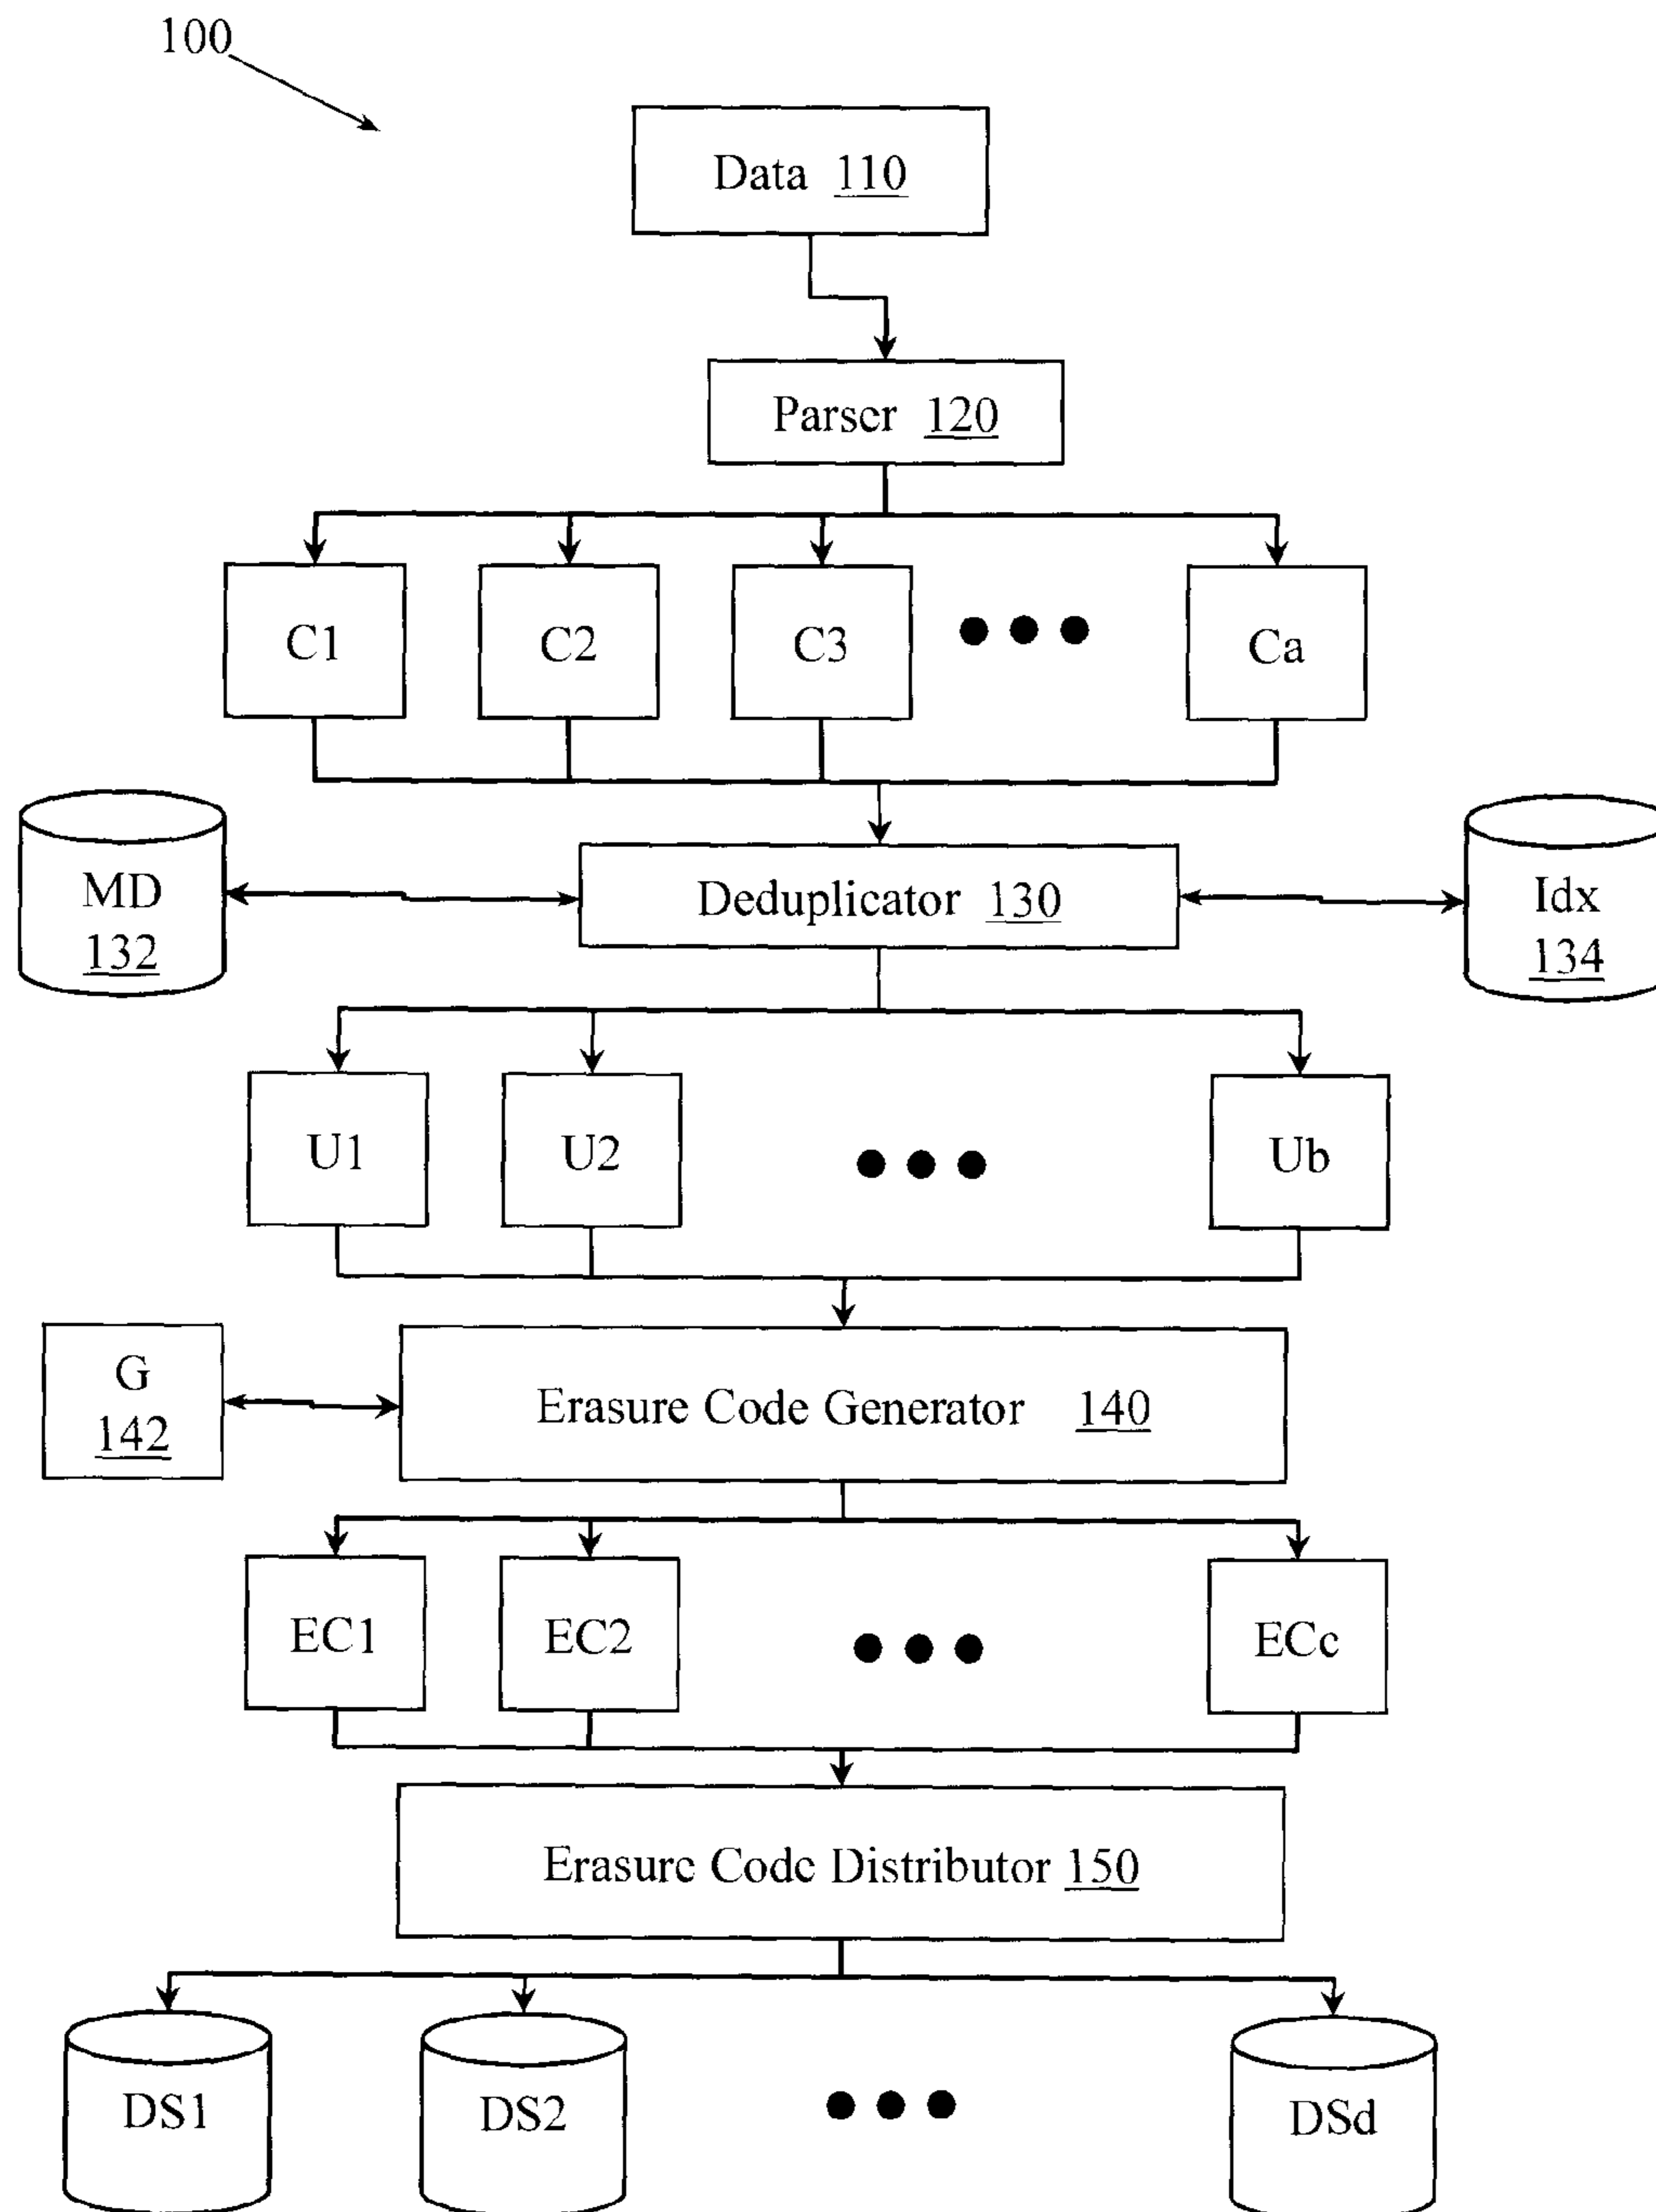 100
Data 110
Parser 120
C1 C2 C3 Ca
MD
132
Deduplicator 130
Idx
134
U1 U2 Ub
G
142
Erasure Code Generator 140
EC1 EC2 ECc
Erasure Code Distributor 150
DS1 DS2 DSd